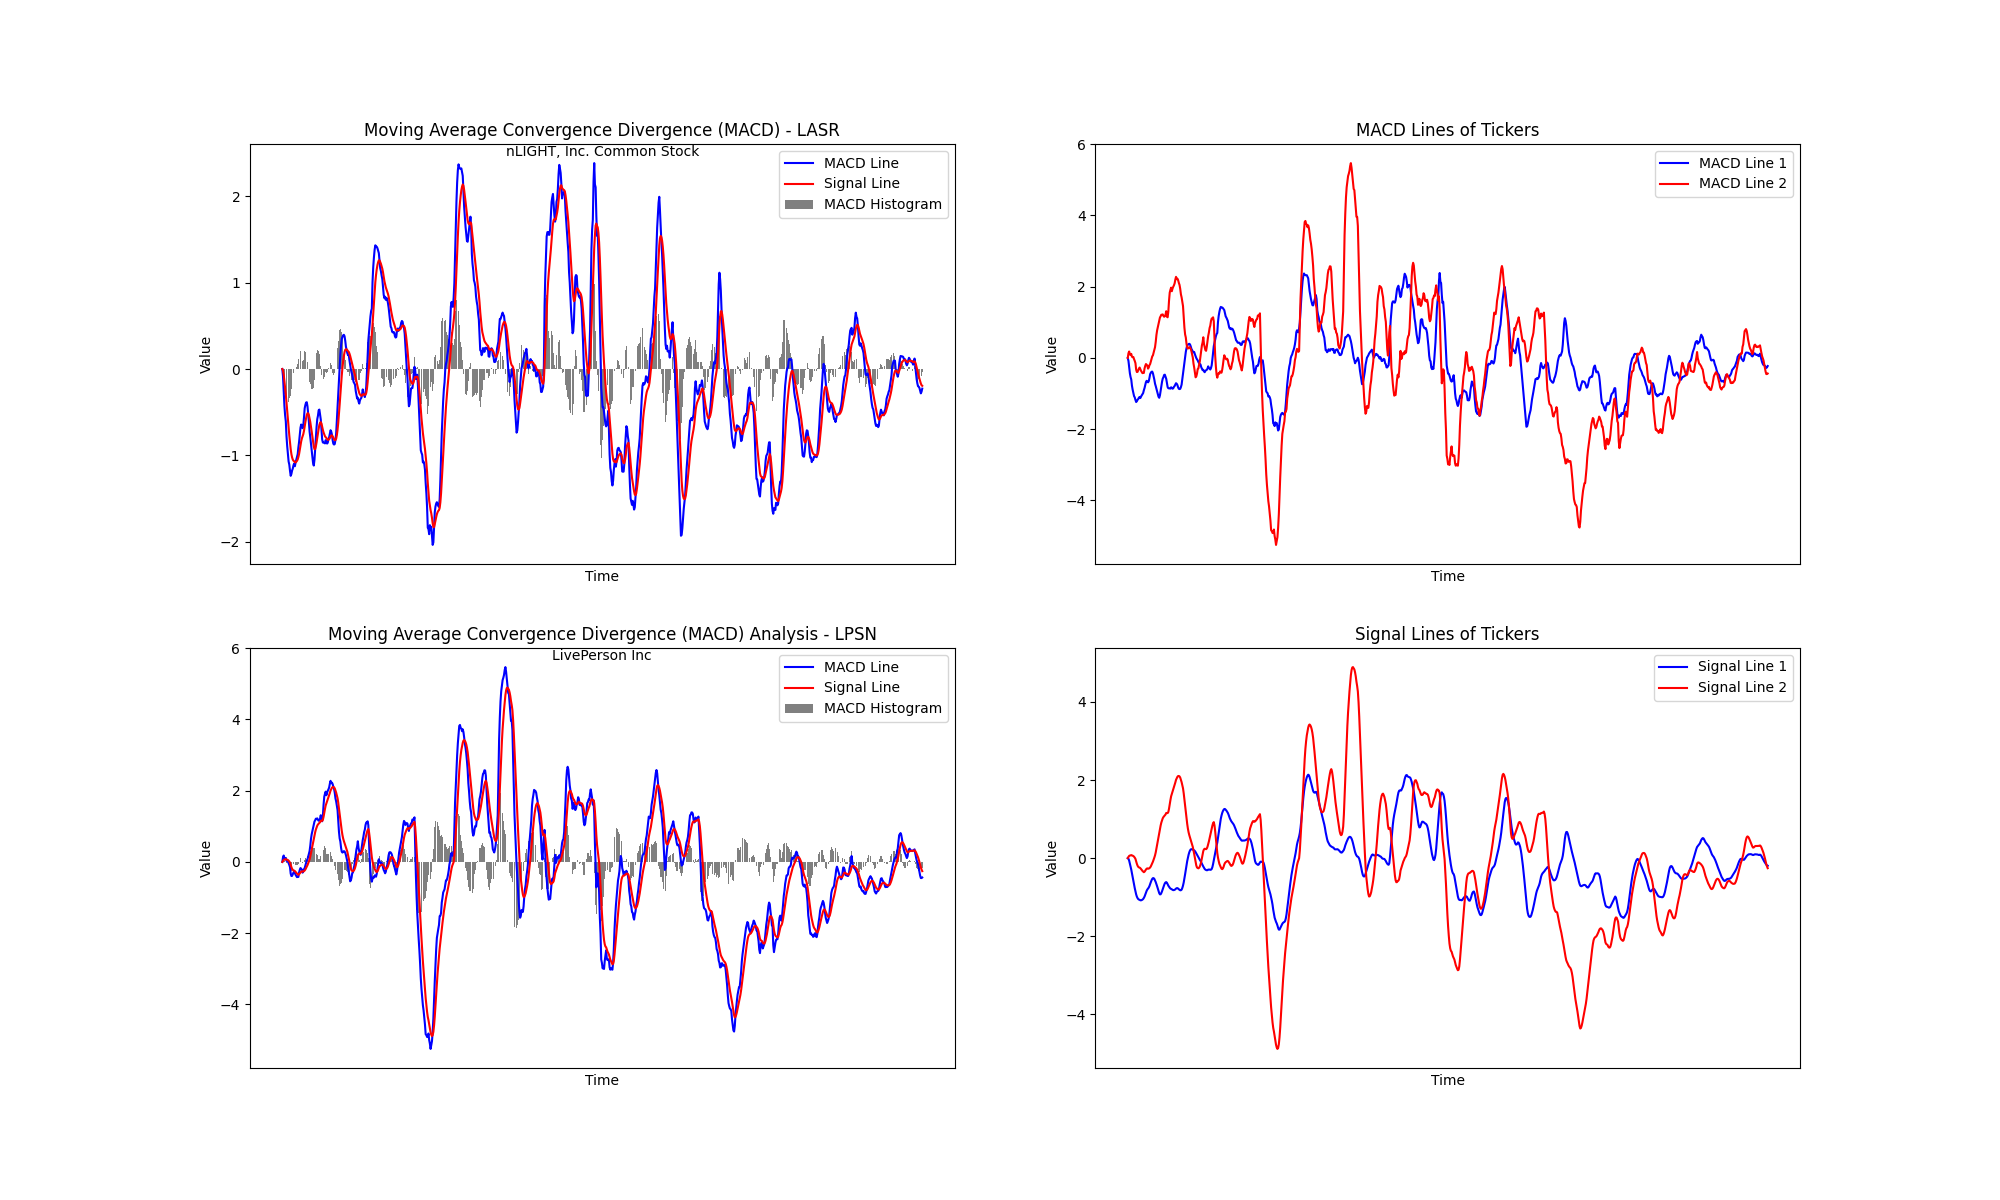 Moving Average Convergence Divergence (MACD) - LASR
nLIGHT, Inc. Common Stock
MACD Line
Signal Line
MACD Histogram
Value
2
1
0
−1
−2
Time
MACD Lines of Tickers
MACD Line 1
MACD Line 2
Value
6
4
2
0
−2
−4
Time
Moving Average Convergence Divergence (MACD) Analysis - LPSN
LivePerson Inc
MACD Line
Signal Line
MACD Histogram
Value
6
4
2
0
−2
−4
Time
Signal Lines of Tickers
Signal Line 1
Signal Line 2
Value
4
2
0
−2
−4
Time